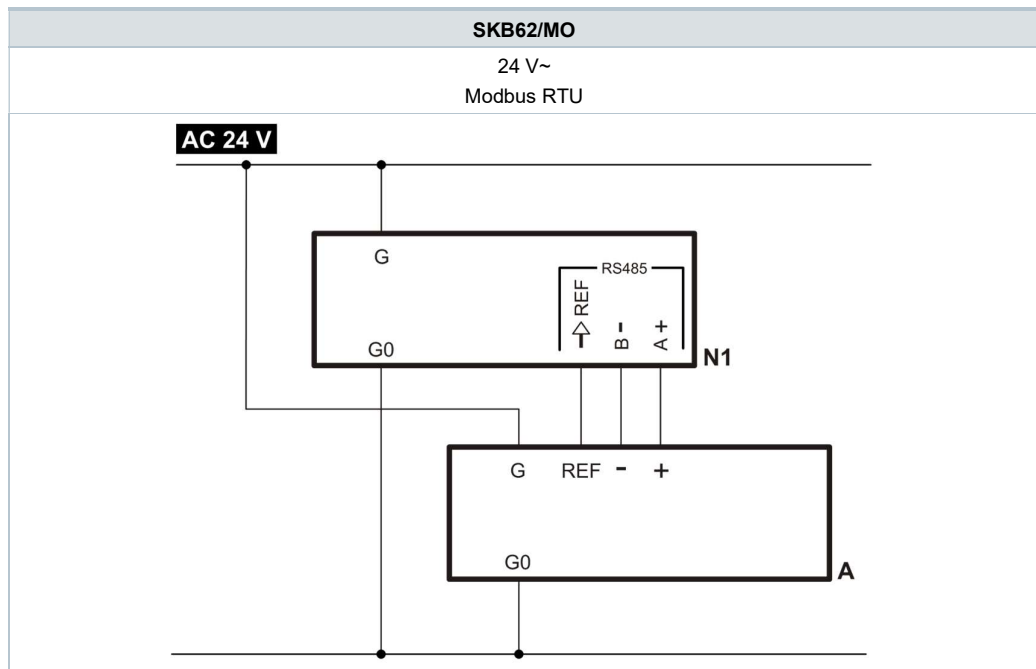 SKB62/MO
24 V~
Modbus RTU
AC 24 V
G
RS485
REF
B -
A +
G0
N1
G REF - +
G0
A